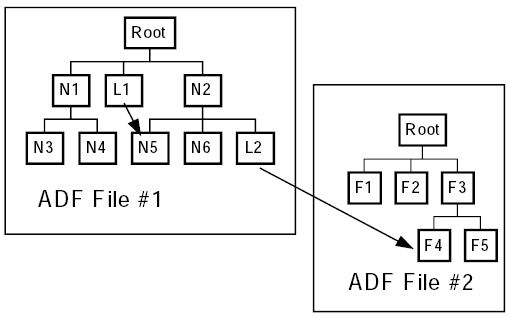 Root
N1 L1 N2
N3 N4 N5 N6 L2
ADF File #1
Root
F1 F2 F3
F4 F5
ADF File #2